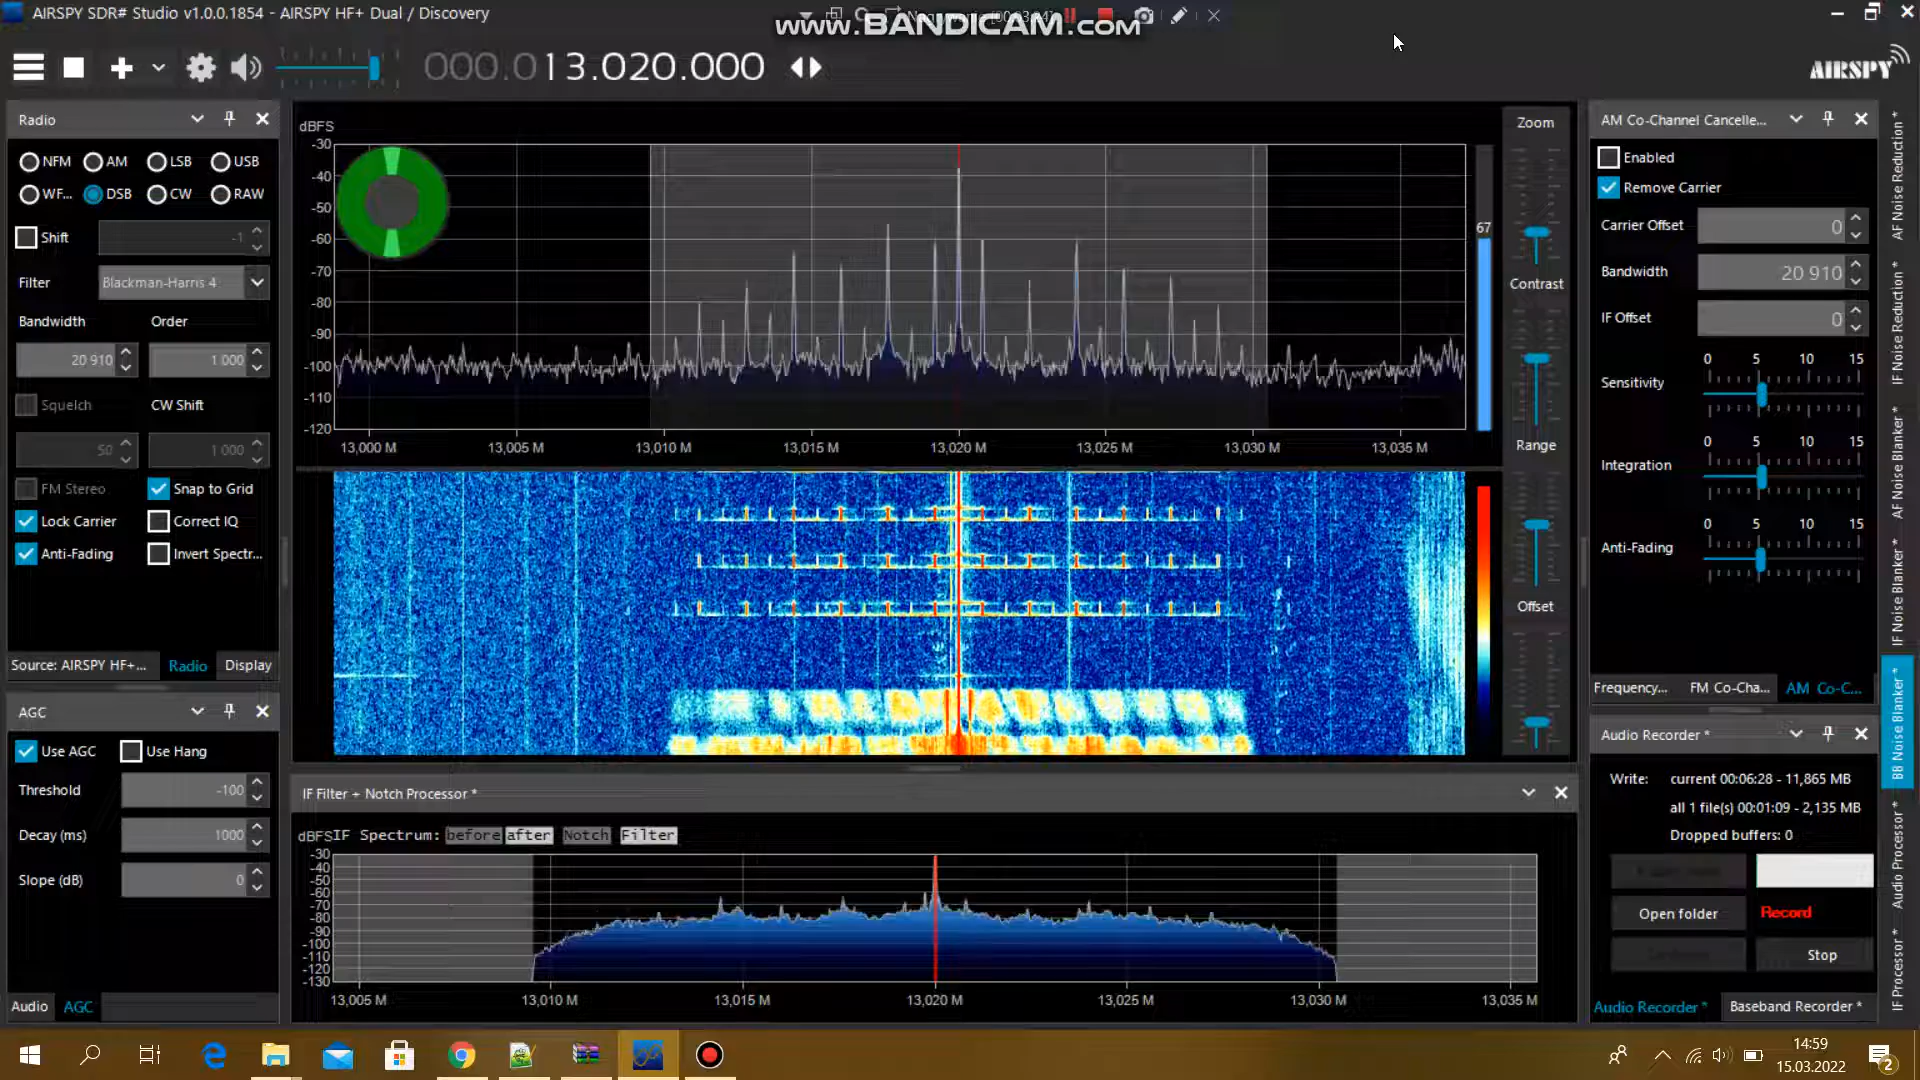 AIRSPY SDR# Studio v1.0.0.1854 - AIRSPY HF+ Dual / Discovery
www.BANDICAM.com
000.013.020.000
AIRSPY
Radio
NFM AM LSB USB
WF... DSB CW RAW
Shift -1
Filter Blackman-Harris 4
Bandwidth Order
20 910 1 000
Squelch CW Shift
50 1 000
FM Stereo Snap to Grid
Lock Carrier Correct IQ
Anti-Fading Invert Spectr...
Source: AIRSPY HF+... Radio Display
AGC
Use AGC Use Hang
Threshold -100
Decay (ms) 1000
Slope (dB) 0
Audio AGC
dBFS
-30
-40
-50
-60
-70
-80
-90
-100
-110
-120
13,000 M 13,005 M 13,010 M 13,015 M 13,020 M 13,025 M 13,030 M 13,035 M
67
Zoom
Contrast
Range
Offset
IF Filter + Notch Processor *
dBFS IF Spectrum: before after Notch Filter
-30
-40
-50
-60
-70
-80
-90
-100
-110
-120
-130
13,005 M 13,010 M 13,015 M 13,020 M 13,025 M 13,030 M 13,035 M
AM Co-Channel Cancelle...
Enabled
Remove Carrier
Carrier Offset 0
Bandwidth 20 910
IF Offset 0
0 5 10 15
Sensitivity
0 5 10 15
Integration
0 5 10 15
Anti-Fading
Frequency... FM Co-Cha... AM Co-C...
Audio Recorder *
Write: current 00:06:28 - 11,865 MB
all 1 file(s) 00:01:09 - 2,135 MB
Dropped buffers: 0
Open folder Record
Stop
Audio Recorder * Baseband Recorder *
AF Noise Reduction *
IF Noise Reduction *
AF Noise Blanker *
IF Noise Blanker *
BB Noise Blanker *
Audio Processor *
IF Processor *
14:59
15.03.2022
2